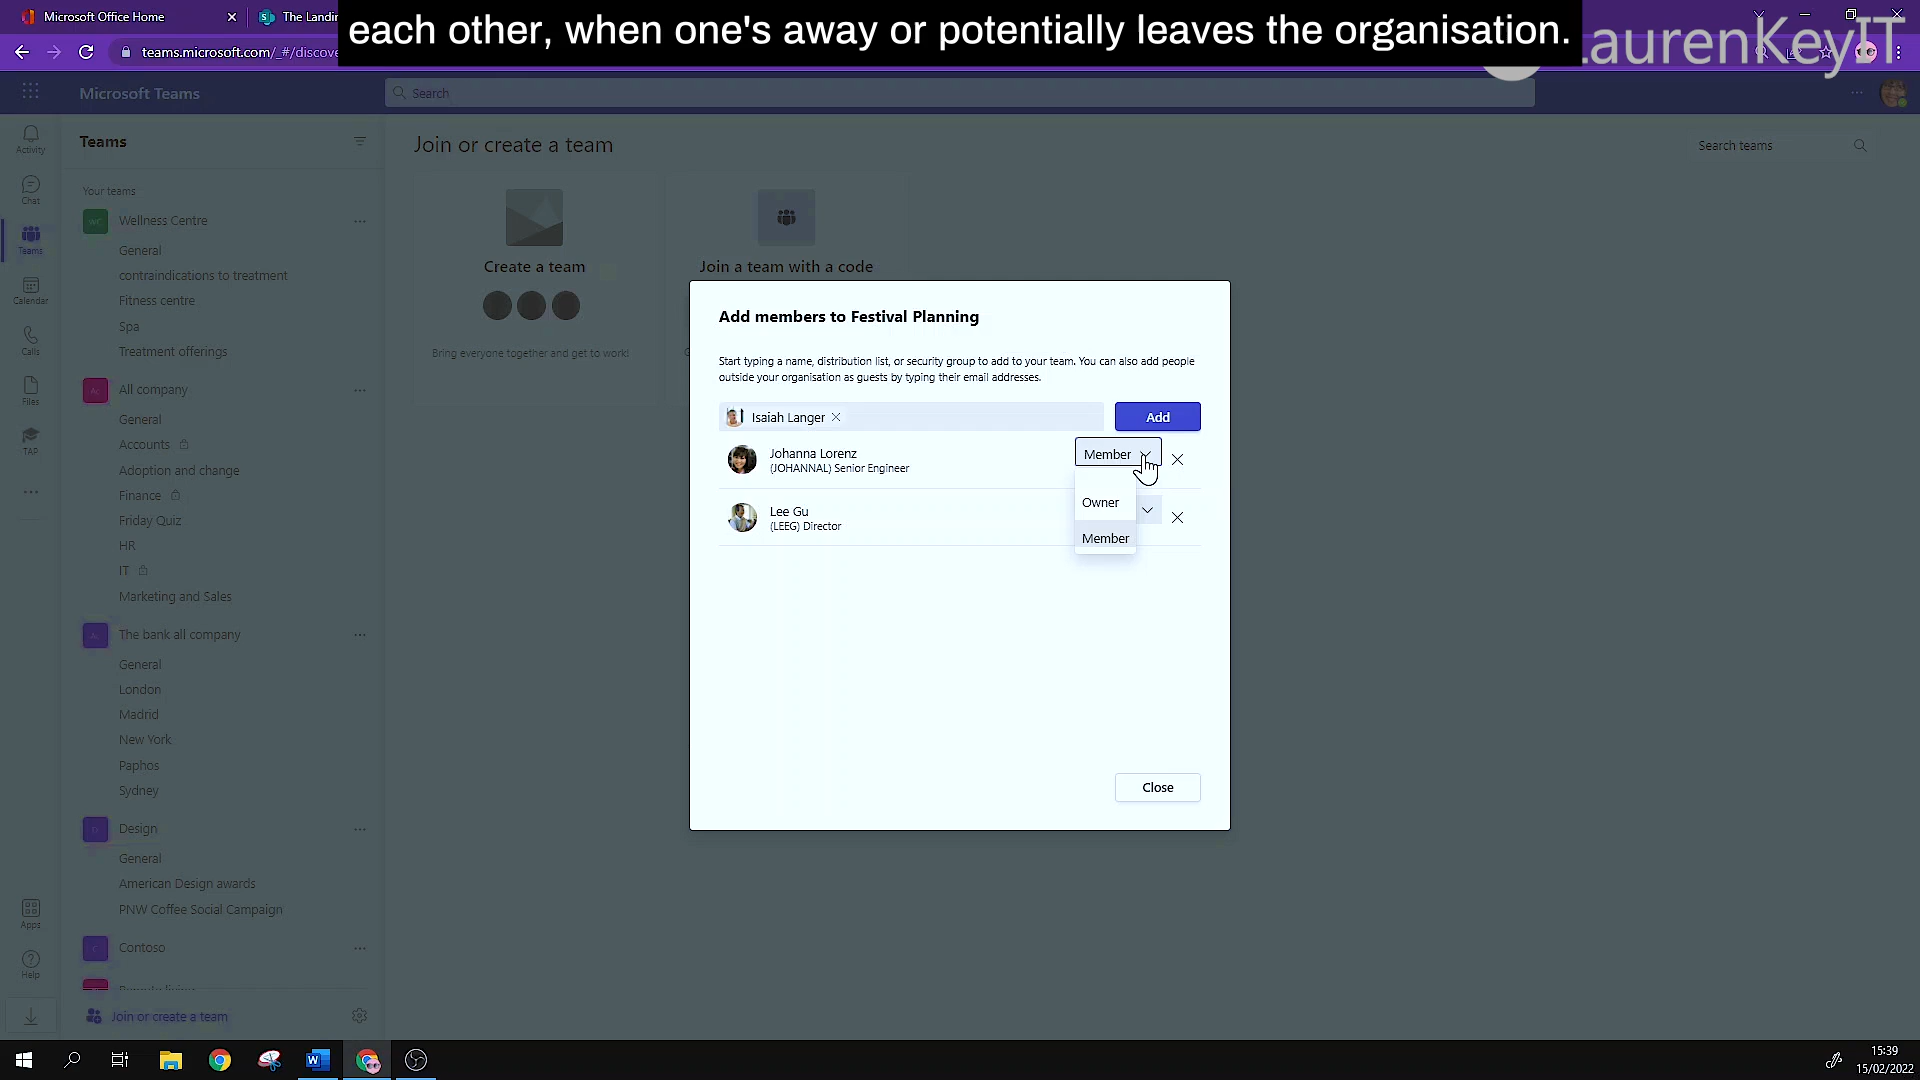 Microsoft Office Home
The Landin
each other, when one's away or potentially leaves the organisation.
LaurenKeyIT
teams.microsoft.com/_#/discove
Microsoft Teams
Search
Activity
Chat
Teams
Calendar
Calls
Files
TAP
Apps
Help
Teams
Your teams
WC
Wellness Centre
General
contraindications to treatment
Fitness centre
Spa
Treatment offerings
Ac
All company
General
Accounts
Adoption and change
Finance
Friday Quiz
HR
IT
Marketing and Sales
The bank all company
General
London
Madrid
New York
Paphos
Sydney
D
Design
General
American Design awards
PNW Coffee Social Campaign
C
Contoso
Join or create a team
Join or create a team
Search teams
Create a team
Bring everyone together and get to work!
Join a team with a code
Add members to Festival Planning
Start typing a name, distribution list, or security group to add to your team. You can also add people
outside your organisation as guests by typing their email addresses.
Isaiah Langer
Add
Johanna Lorenz
(JOHANNAL) Senior Engineer
Member
Owner
Member
Lee Gu
(LEEG) Director
Close
15:39
15/02/2022